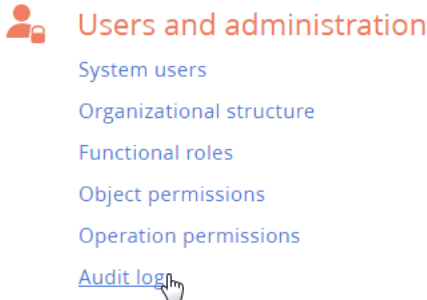 Users and administration
System users
Organizational structure
Functional roles
Object permissions
Operation permissions
Audit log